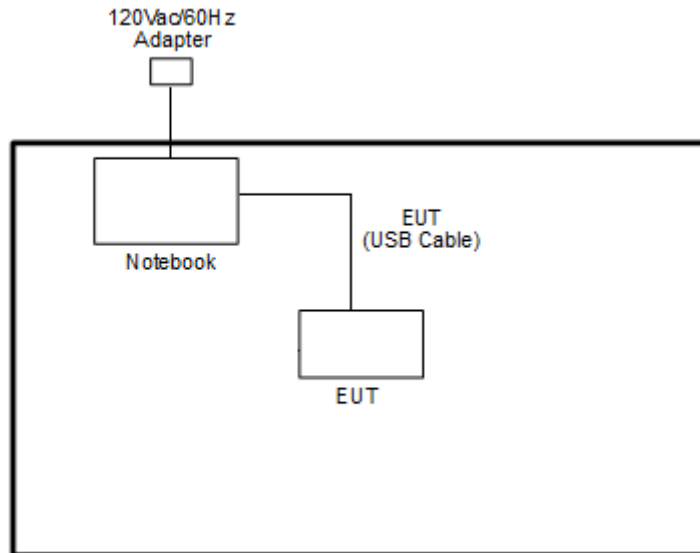 120Vac/60Hz
Adapter
Notebook
EUT
(USB Cable)
EUT